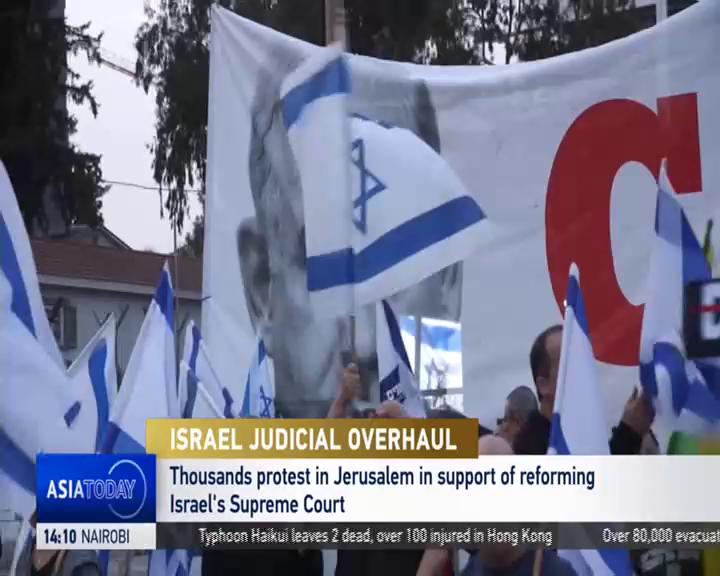 ISRAEL JUDICIAL OVERHAUL
Thousands protest in Jerusalem in support of reforming
Israel's Supreme Court
ASIATODAY
14:10 NAIROBI
Typhoon Haikui leaves 2 dead, over 100 injured in Hong Kong
Over 80,000